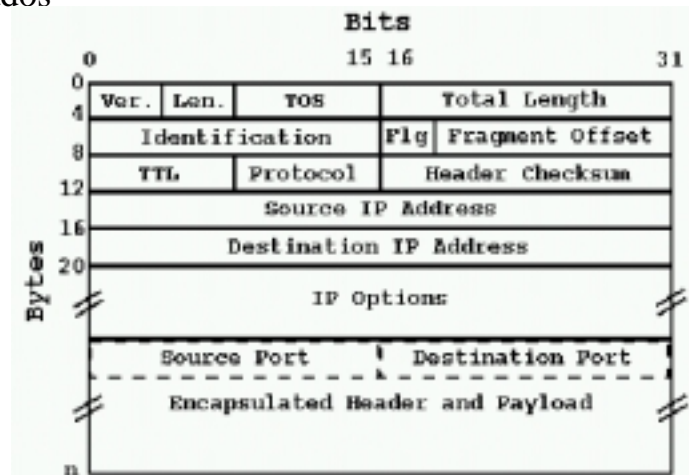 Bits
0 15 16 31
0
Ver. Len. TOS Total Length
4
Identification Flg Fragment Offset
8
TTL Protocol Header Checksum
12
Source IP Address
16
Destination IP Address
20
IP Options
Bytes
Source Port Destination Port
Encapsulated Header and Payload
n